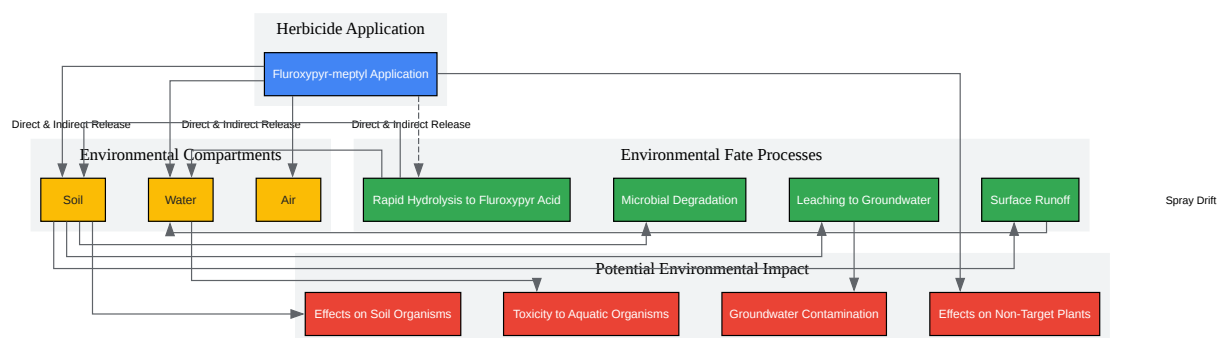 Herbicide Application
Fluroxypyr-meptyl Application
Direct & Indirect Release
Direct & Indirect Release
Direct & Indirect Release
Environmental Compartments
Environmental Fate Processes
Soil
Water
Air
Rapid Hydrolysis to Fluroxypyr Acid
Microbial Degradation
Leaching to Groundwater
Surface Runoff
Spray Drift
Potential Environmental Impact
Effects on Soil Organisms
Toxicity to Aquatic Organisms
Groundwater Contamination
Effects on Non-Target Plants